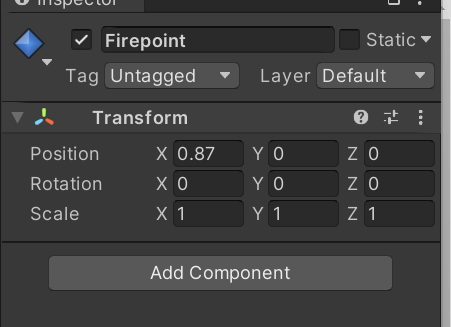 Inspector
Firepoint Static
Tag Untagged Layer Default
Transform
Position X 0.87 Y 0 Z 0
Rotation X 0 Y 0 Z 0
Scale X 1 Y 1 Z 1
Add Component